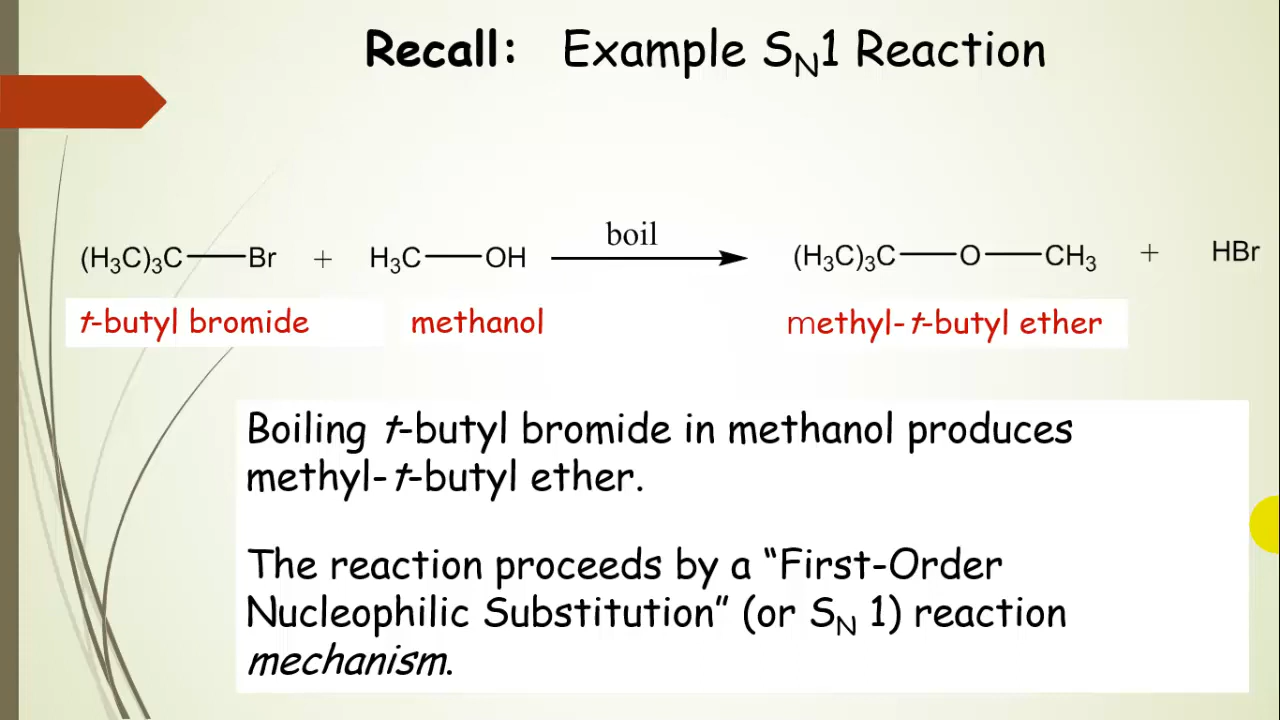 Recall: Example SN1 Reaction
boil
(H3C)3C—Br + H3C—OH (H3C)3C—O—CH3 + HBr
t-butyl bromide methanol methyl-t-butyl ether
Boiling t-butyl bromide in methanol produces
methyl-t-butyl ether.
The reaction proceeds by a “First-Order
Nucleophilic Substitution” (or SN 1) reaction
mechanism.